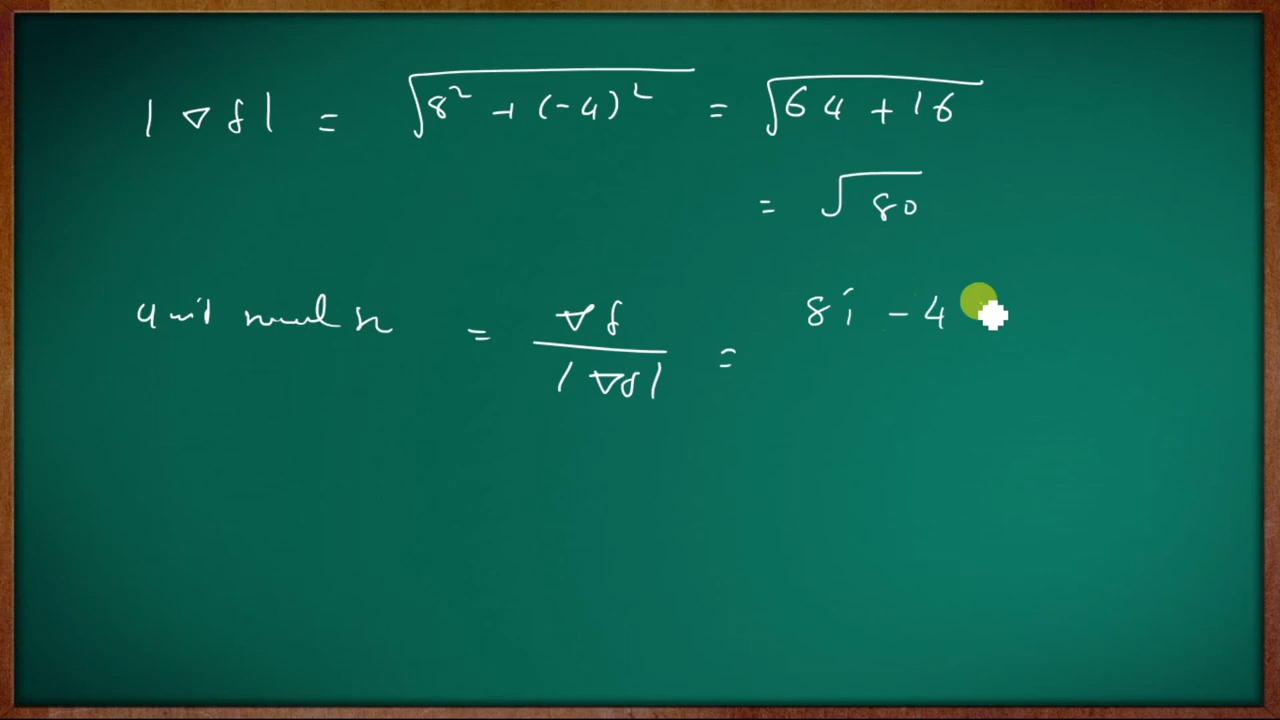 | ∇ f | = √(8² + (-4)²) = √(64 + 16)
= √80
unit normal n = ∇f / |∇f| = 8i - 4